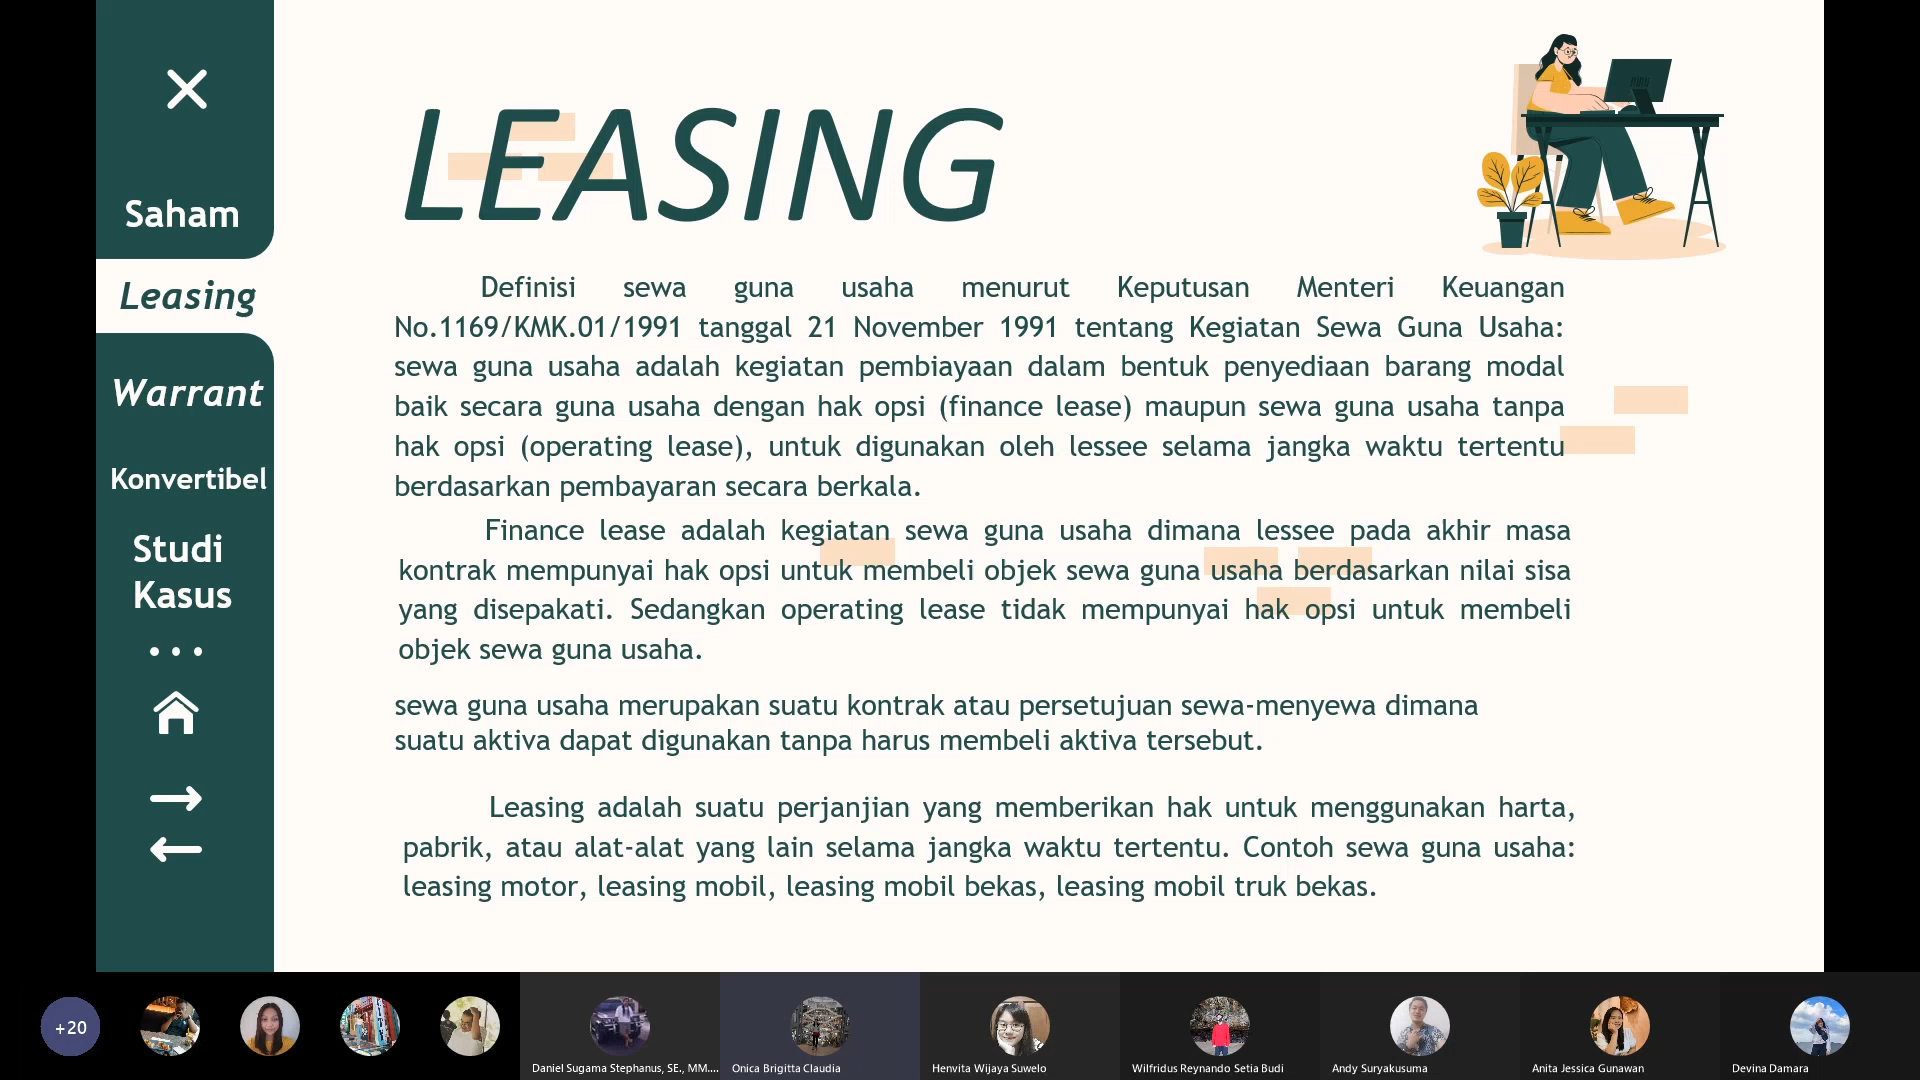 Saham
Leasing
Warrant
Konvertibel
Studi
Kasus
LEASING
Definisi sewa guna usaha menurut Keputusan Menteri Keuangan
No.1169/KMK.01/1991 tanggal 21 November 1991 tentang Kegiatan Sewa Guna Usaha:
sewa guna usaha adalah kegiatan pembiayaan dalam bentuk penyediaan barang modal
baik secara guna usaha dengan hak opsi (finance lease) maupun sewa guna usaha tanpa
hak opsi (operating lease), untuk digunakan oleh lessee selama jangka waktu tertentu
berdasarkan pembayaran secara berkala.
Finance lease adalah kegiatan sewa guna usaha dimana lessee pada akhir masa
kontrak mempunyai hak opsi untuk membeli objek sewa guna usaha berdasarkan nilai sisa
yang disepakati. Sedangkan operating lease tidak mempunyai hak opsi untuk membeli
objek sewa guna usaha.
sewa guna usaha merupakan suatu kontrak atau persetujuan sewa-menyewa dimana
suatu aktiva dapat digunakan tanpa harus membeli aktiva tersebut.
Leasing adalah suatu perjanjian yang memberikan hak untuk menggunakan harta,
pabrik, atau alat-alat yang lain selama jangka waktu tertentu. Contoh sewa guna usaha:
leasing motor, leasing mobil, leasing mobil bekas, leasing mobil truk bekas.
+20
Daniel Sugama Stephanus, SE., MM....
Onica Brigitta Claudia
Henvita Wijaya Suwelo
Wilfridus Reynando Setia Budi
Andy Suryakusuma
Anita Jessica Gunawan
Devina Damara